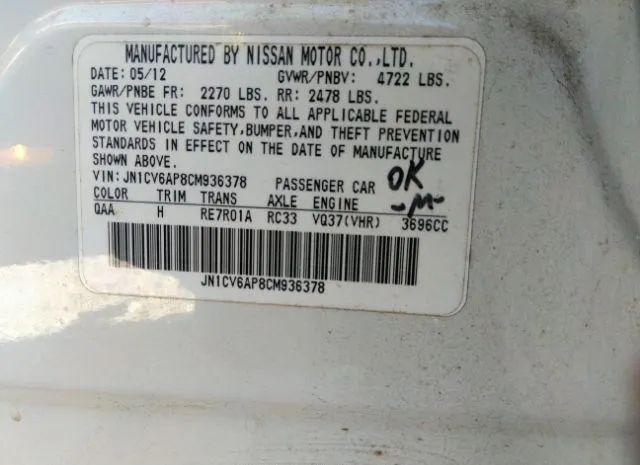 MANUFACTURED BY NISSAN MOTOR CO.,LTD.
DATE: 05/12 GVWR/PNBV: 4722 LBS.
GAWR/PNBE FR: 2270 LBS. RR: 2478 LBS.
THIS VEHICLE CONFORMS TO ALL APPLICABLE FEDERAL
MOTOR VEHICLE SAFETY,BUMPER,AND THEFT PREVENTION
STANDARDS IN EFFECT ON THE DATE OF MANUFACTURE
SHOWN ABOVE.
VIN: JN1CV6AP8CM936378 PASSENGER CAR OK
COLOR TRIM TRANS AXLE ENGINE -M-
QAA H RE7R01A RC33 VQ37(VHR) 3696CC
JN1CV6AP8CM936378